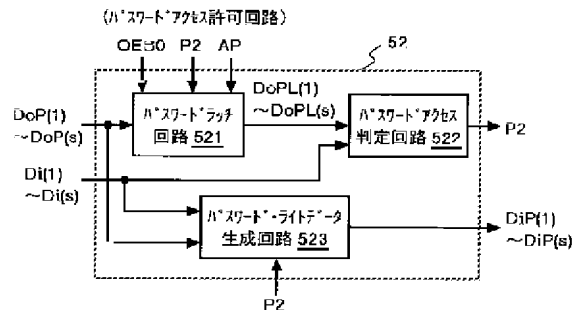 (パスワードアクセス許可回路)
OEB0 P2 AP
52
DoP(1)
~DoP(s)
パスワードラッチ
回路 521
DoPL(1)
~DoPL(s)
パスワードアクセス
判定回路 522
P2
Di(1)
~Di(s)
パスワード・ライトデータ
生成回路 523
DiP(1)
~DiP(s)
P2